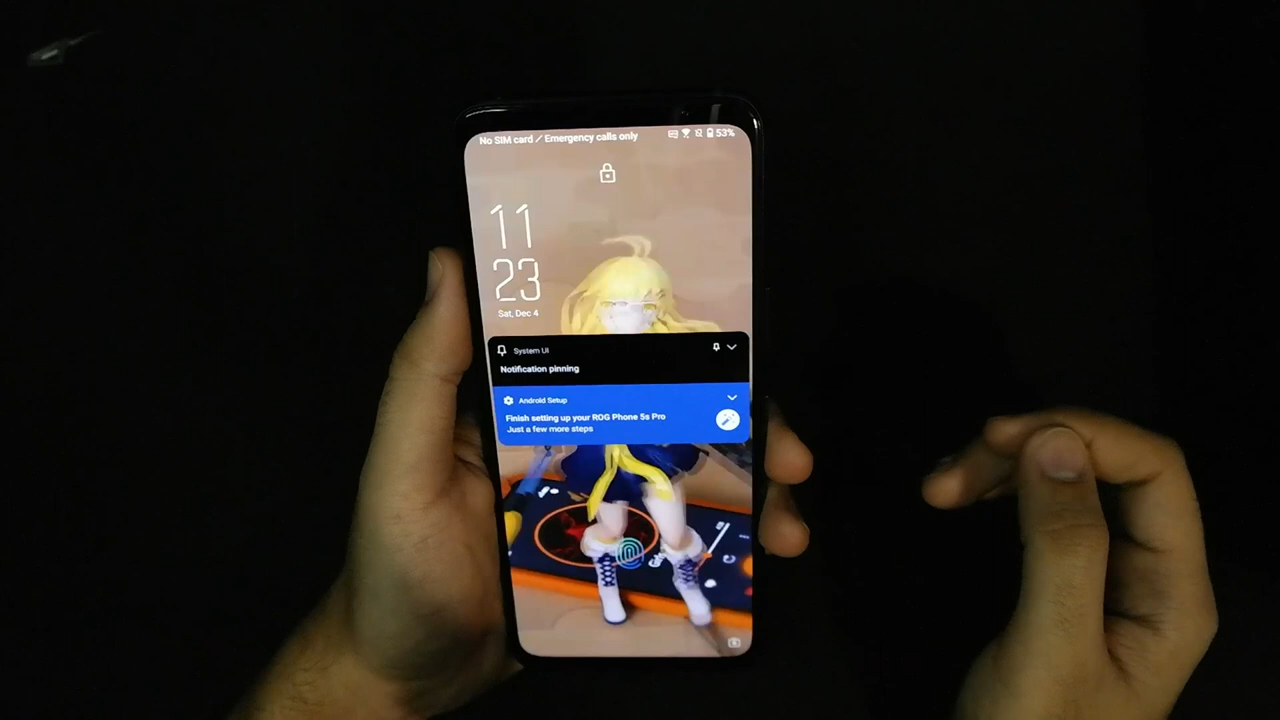 No SIM card / Emergency calls only
53%
11
23
Sat, Dec 4
System UI
Notification pinning
Android Setup
Finish setting up your ROG Phone 5s Pro
Just a few more steps